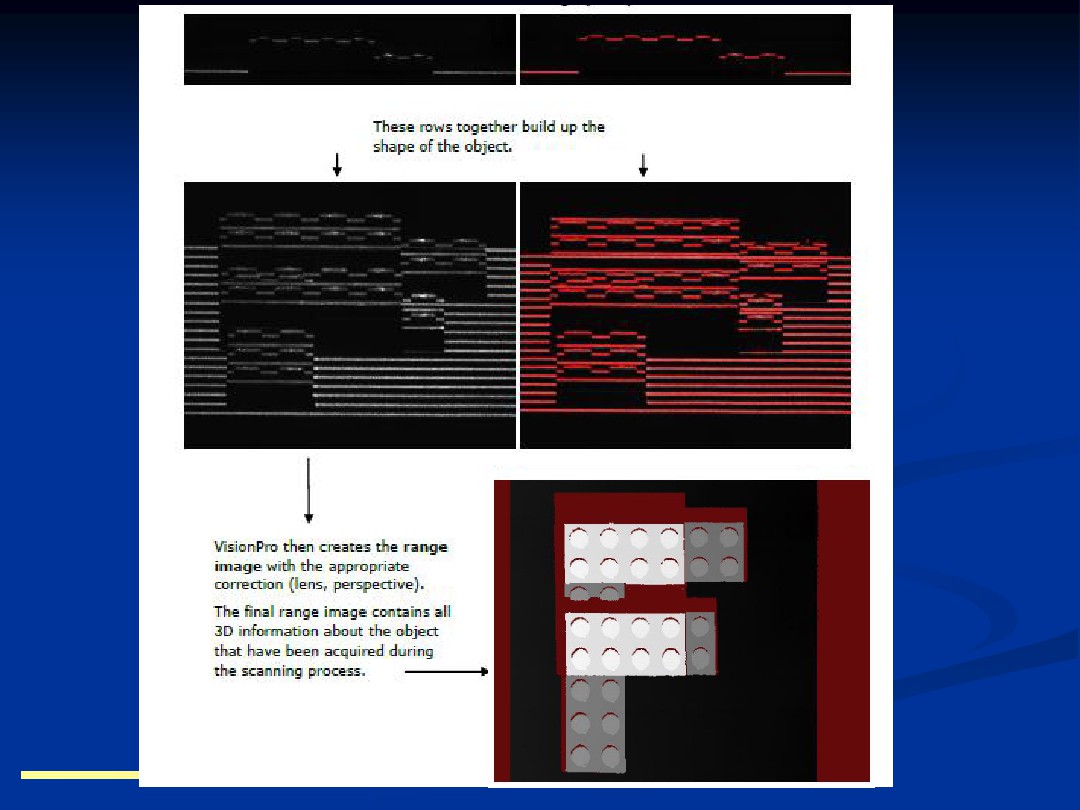 These rows together build up the
shape of the object.
VisionPro then creates the range
image with the appropriate
correction (lens, perspective).
The final range image contains all
3D information about the object
that have been acquired during
the scanning process.